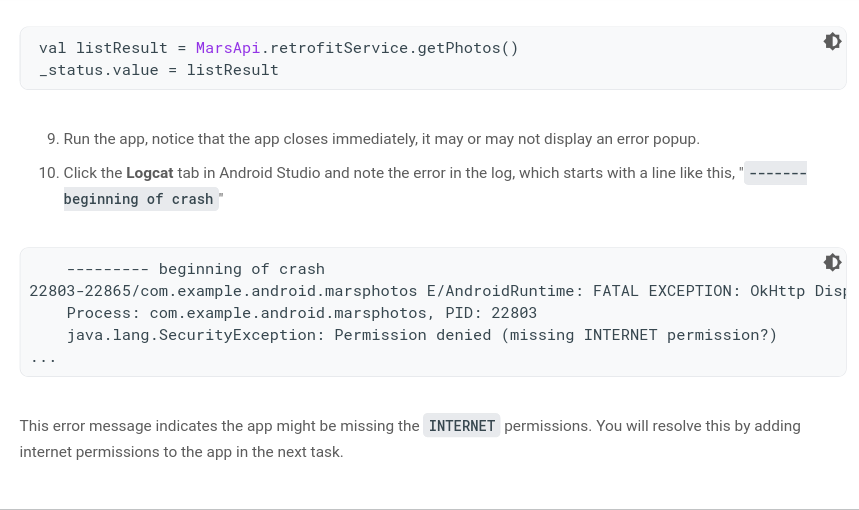 val listResult = MarsApi.retrofitService.getPhotos()
_status.value = listResult
9. Run the app, notice that the app closes immediately, it may or may not display an error popup.
10. Click the Logcat tab in Android Studio and note the error in the log, which starts with a line like this, "-------
beginning of crash"
--------- beginning of crash
22803-22865/com.example.android.marsphotos E/AndroidRuntime: FATAL EXCEPTION: OkHttp Disp
Process: com.example.android.marsphotos, PID: 22803
java.lang.SecurityException: Permission denied (missing INTERNET permission?)
...
This error message indicates the app might be missing the INTERNET permissions. You will resolve this by adding
internet permissions to the app in the next task.